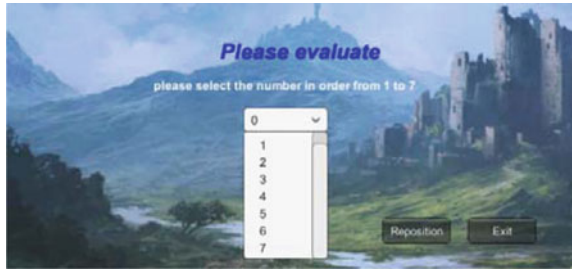 Please evaluate
please select the number in order from 1 to 7
0
1
2
3
4
5
6
7
Reposition Exit